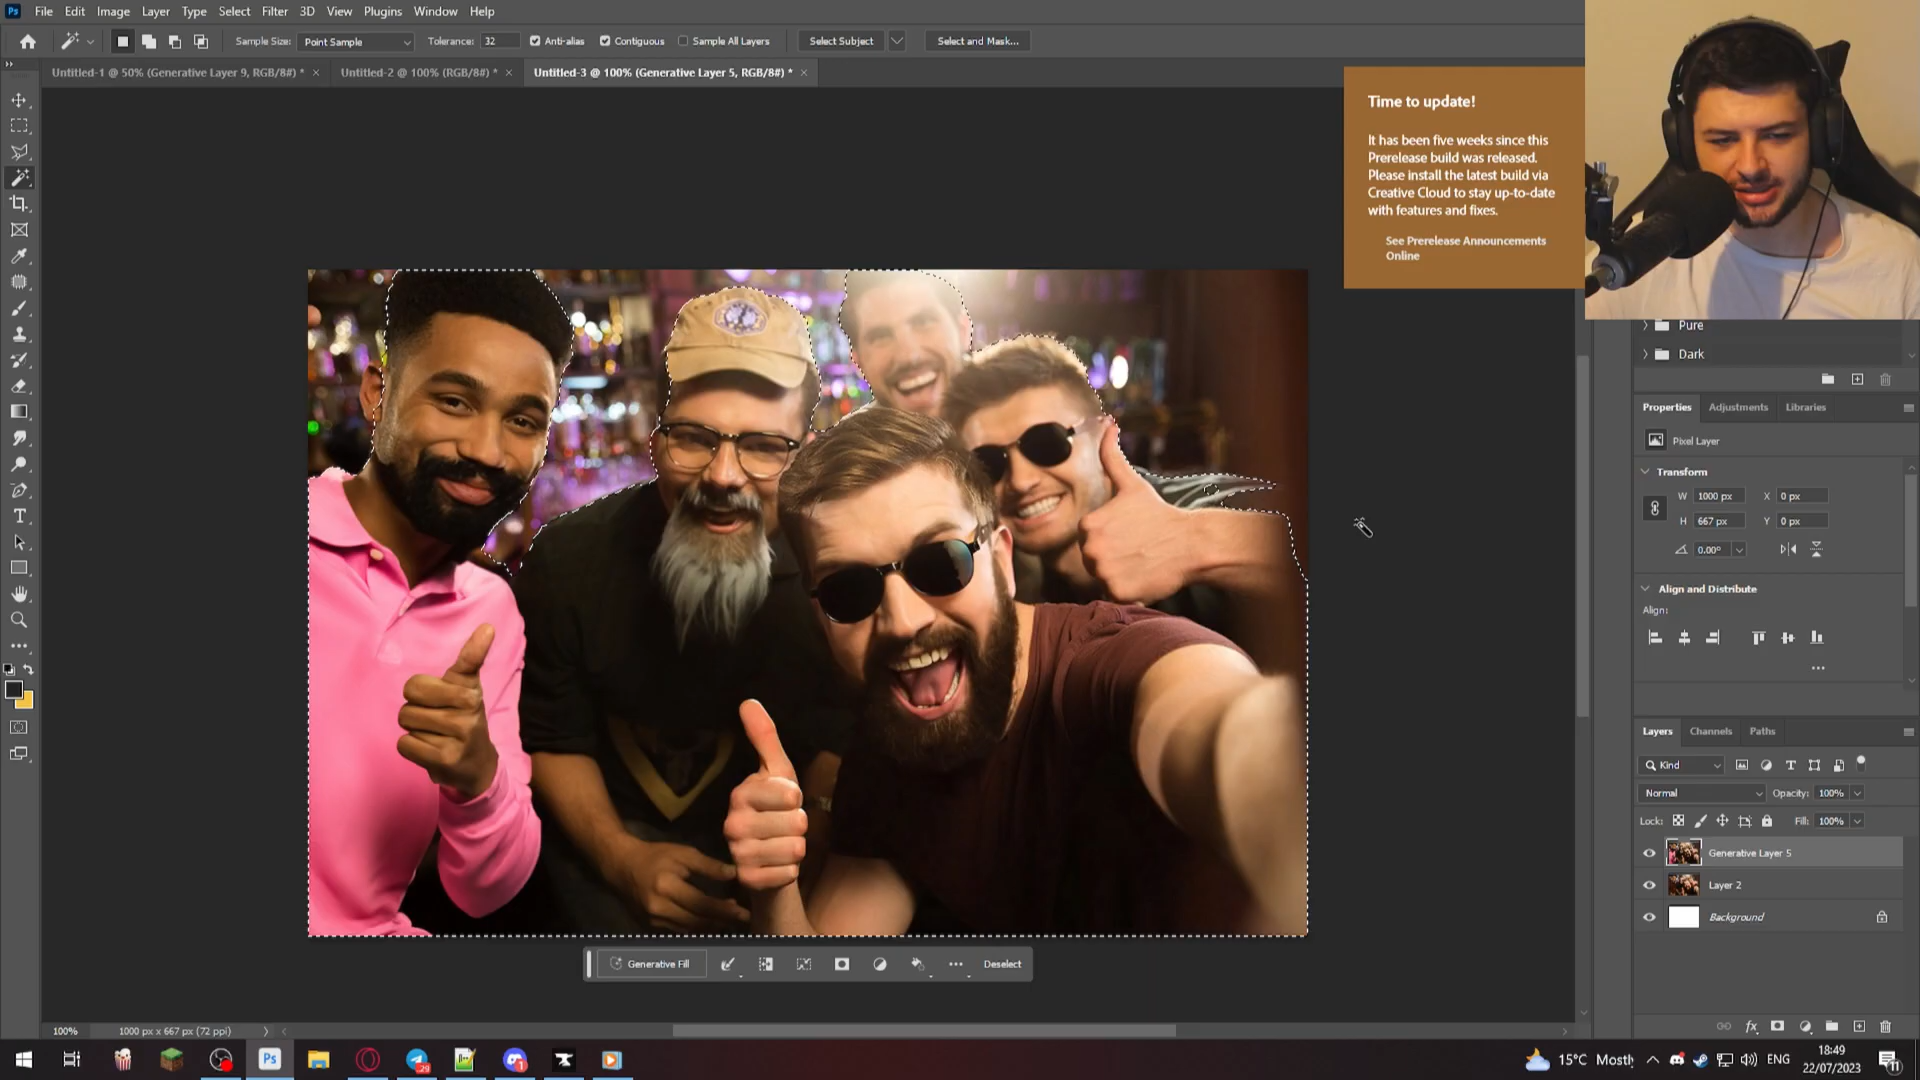 Ps File Edit Image Layer Type Select Filter 3D View Plugins Window Help
Sample Size: Point Sample Tolerance: 32 Anti-alias Contiguous Sample All Layers Select Subject Select and Mask...
Untitled-1 @ 50% (Generative Layer 9, RGB/8#) * × Untitled-2 @ 100% (RGB/8#) * × Untitled-3 @ 100% (Generative Layer 5, RGB/8#) * ×
Time to update!
It has been five weeks since this
Prerelease build was released.
Please install the latest build via
Creative Cloud to stay up-to-date
with features and fixes.
See Prerelease Announcements
Online
Pure
Dark
Properties Adjustments Libraries
Pixel Layer
Transform
W 1000 px X 0 px
H 667 px Y 0 px
0.00°
Align and Distribute
Align:
...
Layers Channels Paths
Kind
Normal Opacity: 100%
Lock: Fill: 100%
Generative Layer 5
Layer 2
Background
Generative Fill ... Deselect
100% 1000 px x 667 px (72 ppi)
Ps 29 1 15°C Mostly ENG 18:49
22/07/2023 11